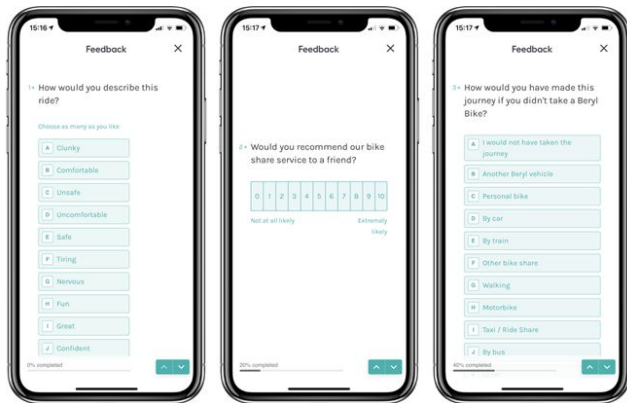 15:16
Feedback
1 How would you describe this
ride?
Choose as many as you like
A Clunky
B Comfortable
C Unsafe
D Uncomfortable
E Safe
F Tiring
G Nervous
H Fun
I Great
J Confident
0% completed
15:17
Feedback
2 Would you recommend our bike
share service to a friend?
0 1 2 3 4 5 6 7 8 9 10
Not at all likely Extremely
likely
20% completed
15:17
Feedback
3 How would you have made this
journey if you didn't take a Beryl
Bike?
A I would not have taken the
journey
B Another Beryl vehicle
C Personal bike
D By car
E By train
F Other bike share
G Walking
H Motorbike
I Taxi / Ride Share
J By bus
40% completed